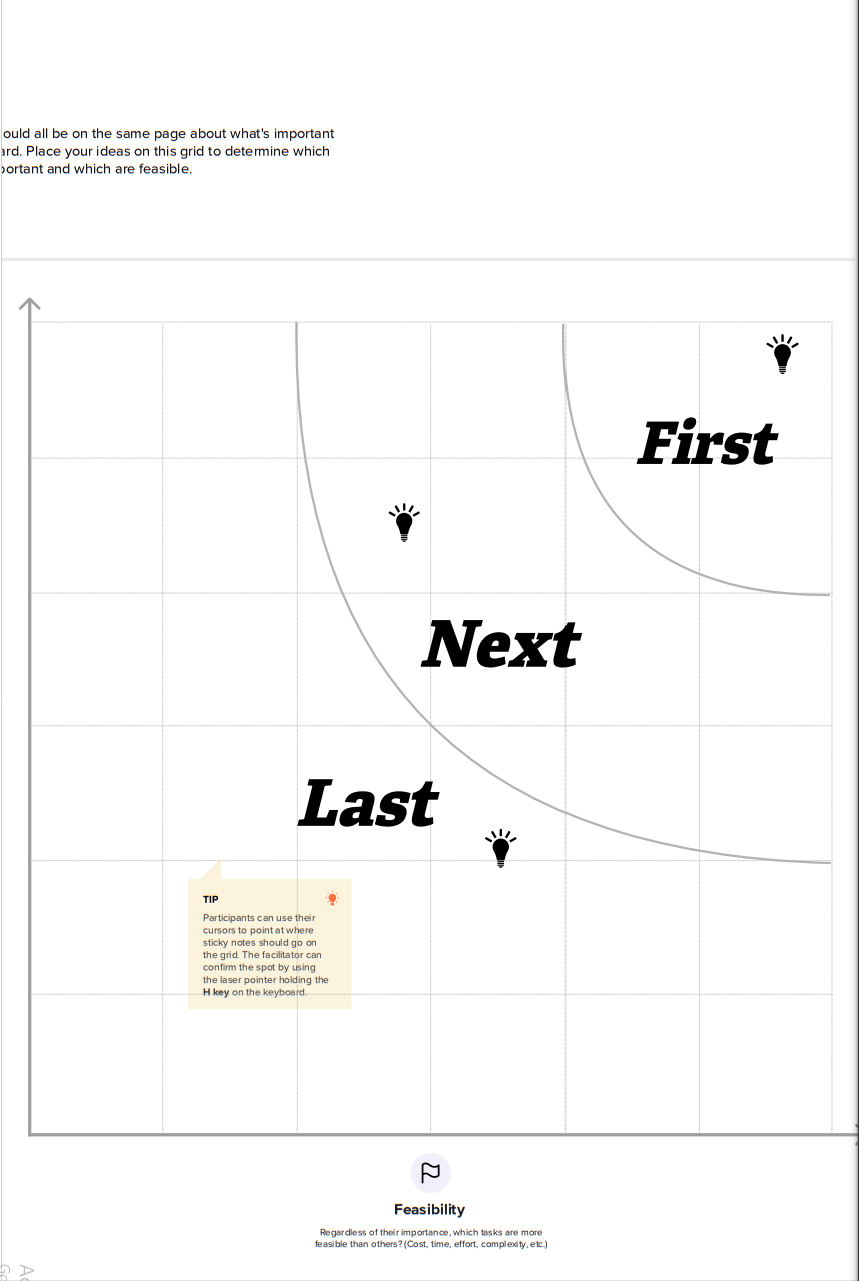 ould all be on the same page about what's important
ard. Place your ideas on this grid to determine which
portant and which are feasible.
First
Next
Last
TIP
Participants can use their
cursors to point at where
sticky notes should go on
the grid. The facilitator can
confirm the spot by using
the laser pointer holding the
H key on the keyboard.
Feasibility
Regardless of their importance, which tasks are more
feasible than others? (Cost, time, effort, complexity, etc.)